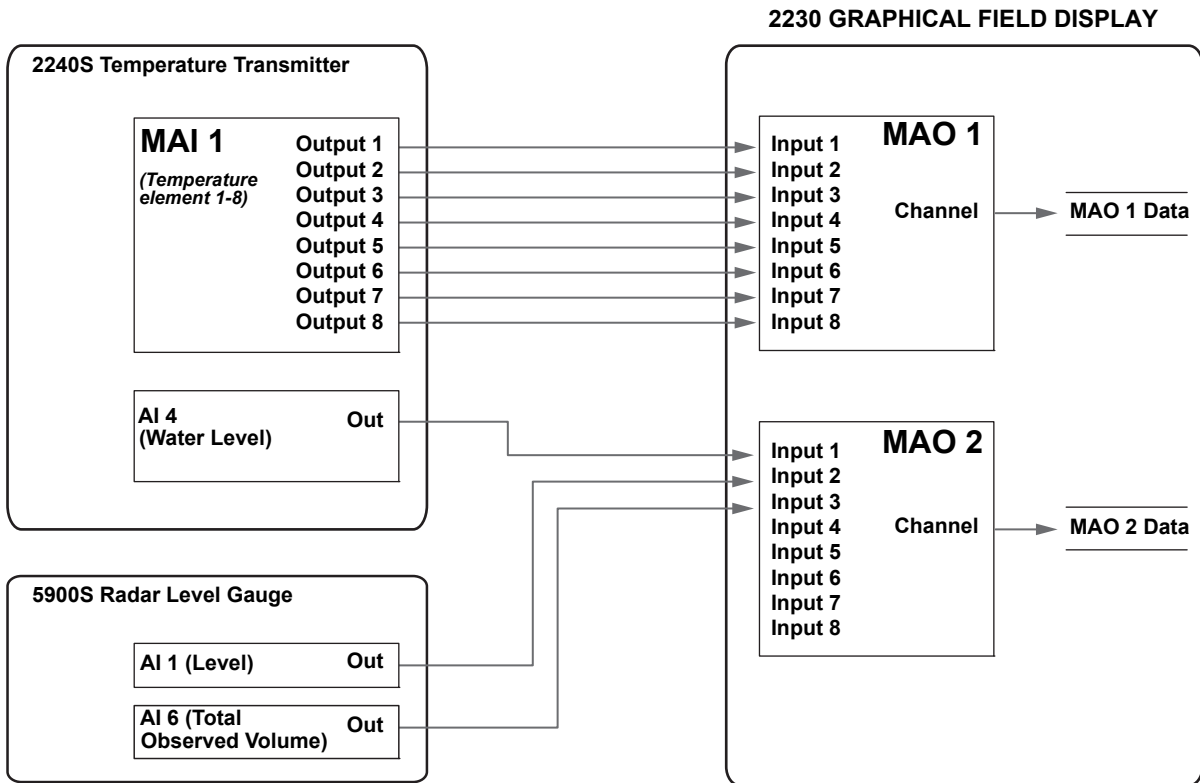 2230 GRAPHICAL FIELD DISPLAY
2240S Temperature Transmitter
MAI 1
(Temperature
element 1-8)
Output 1
Output 2
Output 3
Output 4
Output 5
Output 6
Output 7
Output 8
AI 4
(Water Level)
Out
5900S Radar Level Gauge
AI 1 (Level)
Out
AI 6 (Total
Observed Volume)
Out
MAO 1
Input 1
Input 2
Input 3
Input 4
Input 5
Input 6
Input 7
Input 8
Channel
MAO 1 Data
MAO 2
Input 1
Input 2
Input 3
Input 4
Input 5
Input 6
Input 7
Input 8
Channel
MAO 2 Data